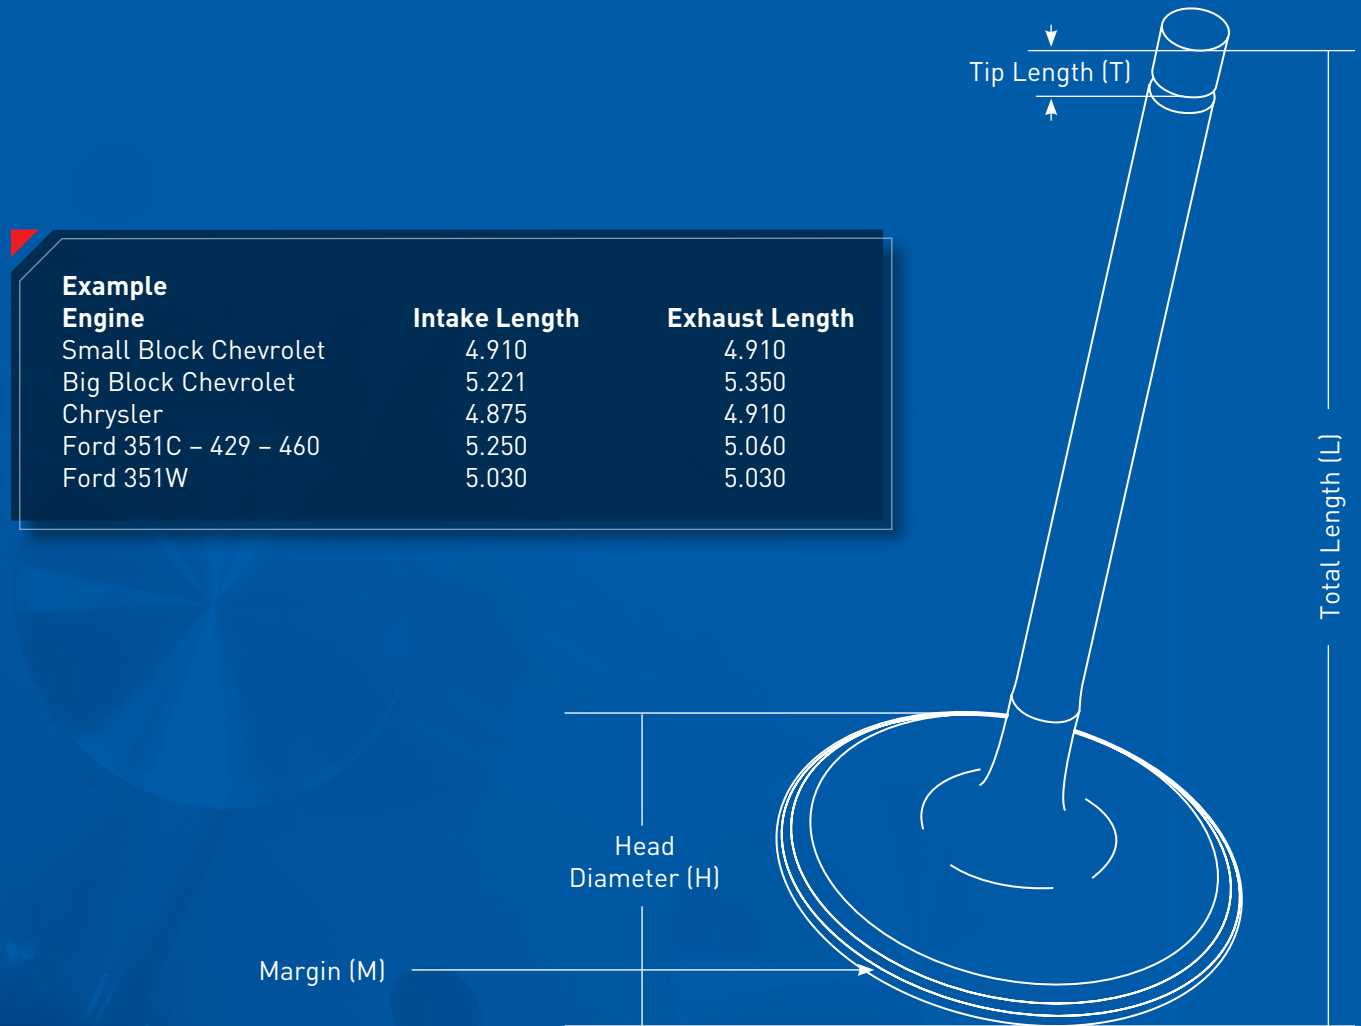 Tip Length (T)
Example
Engine Intake Length Exhaust Length
Small Block Chevrolet 4.910 4.910
Big Block Chevrolet 5.221 5.350
Chrysler 4.875 4.910
Ford 351C – 429 – 460 5.250 5.060
Ford 351W 5.030 5.030
Total Length (L)
Head
Diameter (H)
Margin (M)